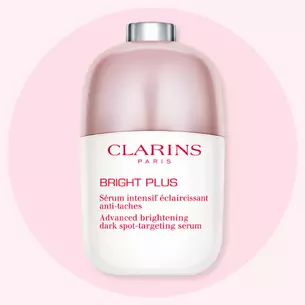 CLARINS
PARIS
BRIGHT PLUS
Sérum intensif éclaircissant
anti-taches
Advanced brightening
dark spot-targeting serum